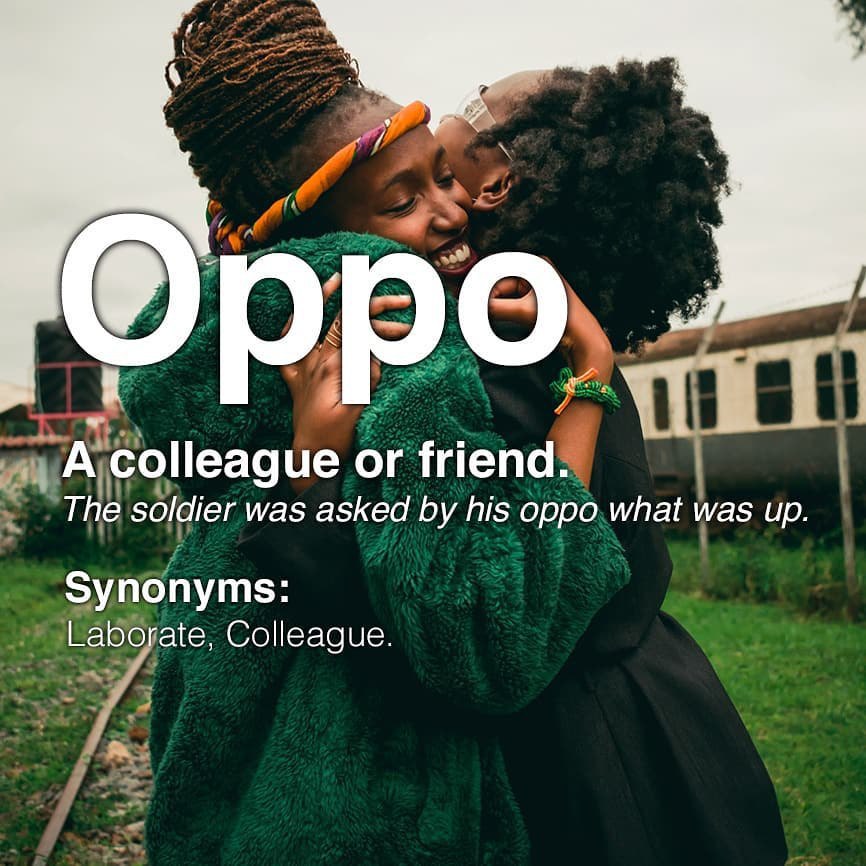 Oppo
A colleague or friend.
The soldier was asked by his oppo what was up.
Synonyms:
Laborate, Colleague.